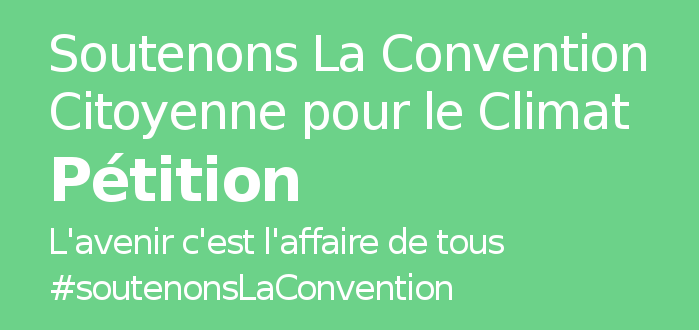 Soutenons La Convention
Citoyenne pour le Climat
Pétition
L'avenir c'est l'affaire de tous
#soutenonsLaConvention